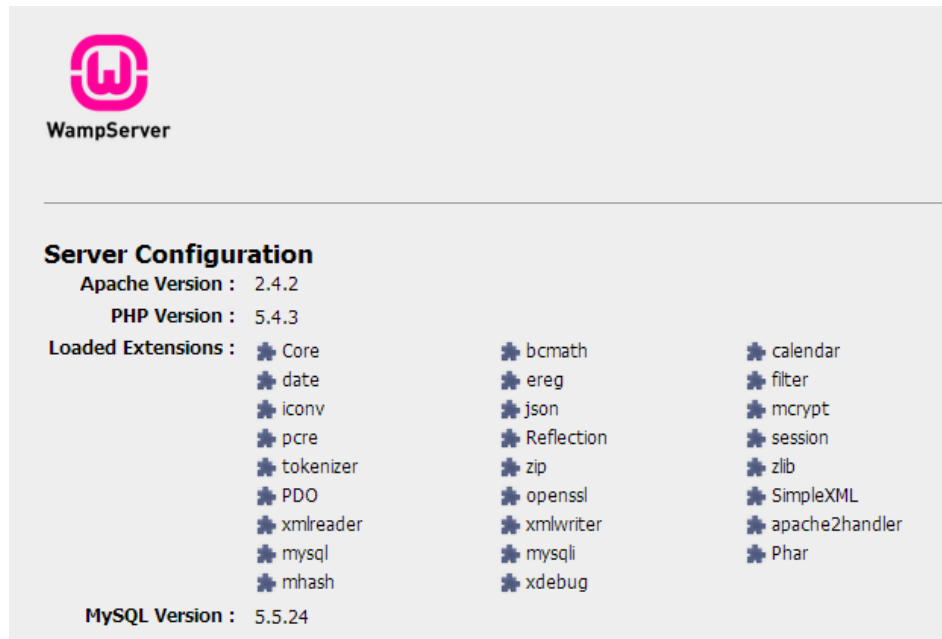 WampServer
Server Configuration
Apache Version : 2.4.2
PHP Version : 5.4.3
Loaded Extensions : Core bcmath calendar
date ereg filter
iconv json mcrypt
pcre Reflection session
tokenizer zip zlib
PDO openssl SimpleXML
xmlreader xmlwriter apache2handler
mysql mysqli Phar
mhash xdebug
MySQL Version : 5.5.24